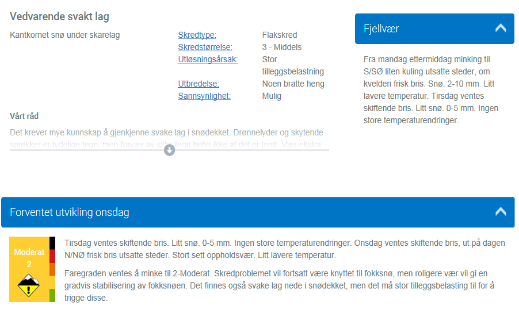 Vedvarende svakt lag
Kantkornet snø under skarelag
Skredtype: Flakskred
Skredstørrelse: 3 - Middels
Utløsningsårsak: Stor
tilleggsbelastning
Utbredelse: Noen bratte heng
Sannsynlighet: Mulig
Vårt råd
Det krever mye kunnskap å gjenkjenne svake lag i snødekket. Drønnelyder og skytende
Fjellvær
Fra mandag ettermiddag minking til
S/SØ liten kuling utsatte steder, om
kvelden frisk bris. Snø. 2-10 mm. Litt
lavere temperatur. Tirsdag ventes
skiftende bris. Litt snø. 0-5 mm. Ingen
store temperaturendringer.
Forventet utvikling onsdag
Moderat
2
Tirsdag ventes skiftende bris. Litt snø. 0-5 mm. Ingen store temperaturendringer. Onsdag ventes skiftende bris, ut på dagen
N/NØ frisk bris utsatte steder. Stort sett oppholdsvær. Litt lavere temperatur.
Faregraden ventes å minke til 2-Moderat. Skredproblemet vil fortsatt være knyttet til fokksnø, men roligere vær vil gi en
gradvis stabilisering av fokksnøen. Det finnes også svake lag nede i snødekket, men det må stor tilleggsbelasting til for å
trigge disse.